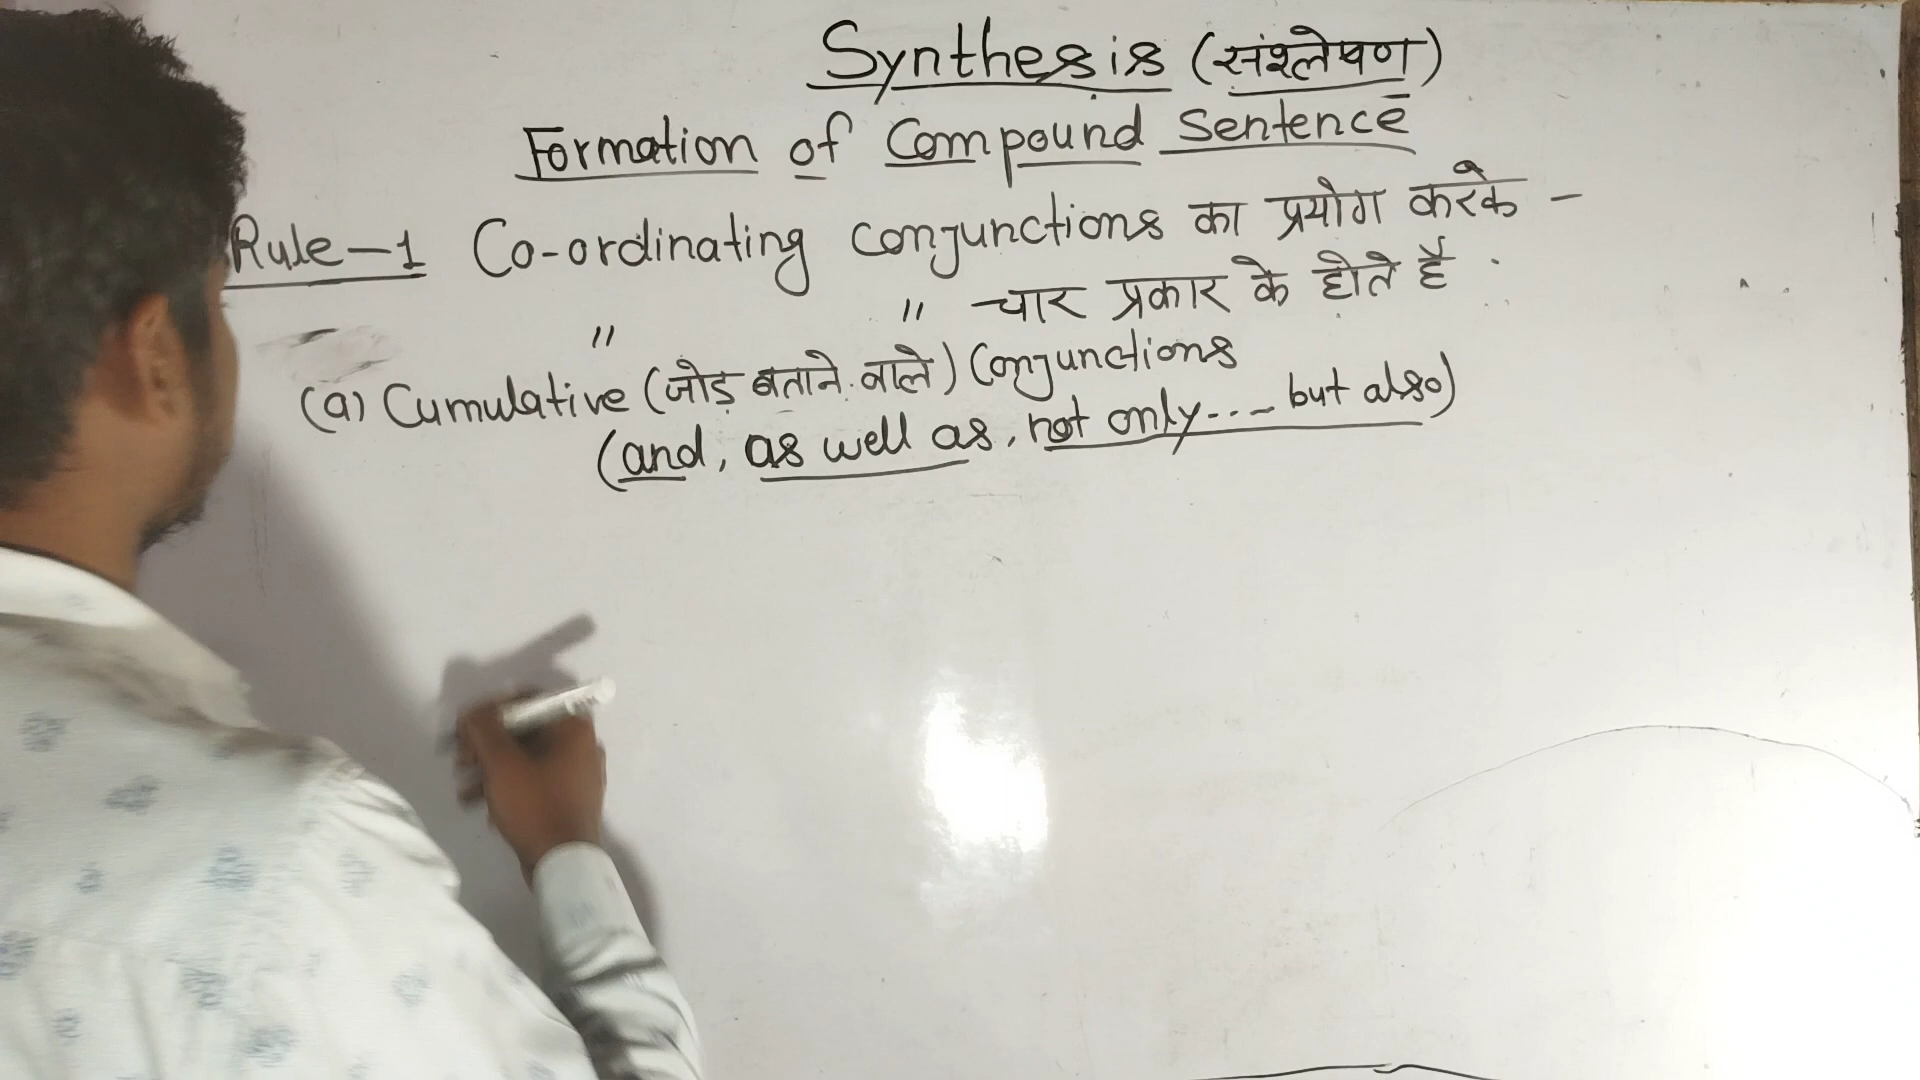 Synthesis (संश्लेषण)
Formation of Compound Sentence
Rule-1 Co-ordinating conjunctions का प्रयोग करके -
" " चार प्रकार के होते है
(a) Cumulative (जोड़ बताने वाले) Conjunctions
(and, as well as, not only.... but also)